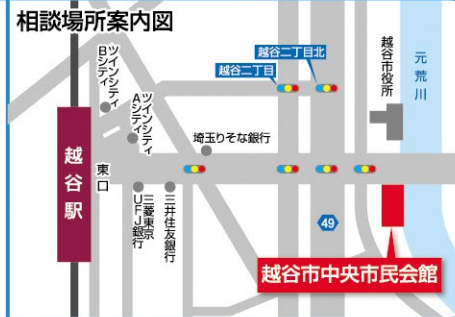 相談場所案内図
ツインシティ
Bシティ
ツインシティ
Aシティ
越谷二丁目
越谷二丁目北
越谷市役所
元荒川
埼玉りそな銀行
越谷駅
東口
三菱東京
UFJ銀行
三井住友銀行
49
越谷市中央市民会館